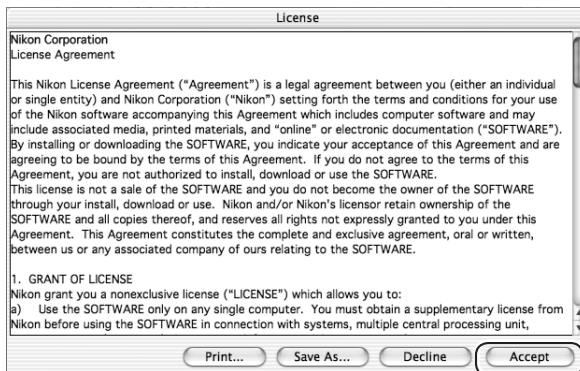 License
Nikon Corporation
License Agreement
This Nikon License Agreement (“Agreement”) is a legal agreement between you (either an individual
or single entity) and Nikon Corporation (“Nikon”) setting forth the terms and conditions for your use
of the Nikon software accompanying this Agreement which includes computer software and may
include associated media, printed materials, and “online” or electronic documentation (“SOFTWARE”).
By installing or downloading the SOFTWARE, you indicate your acceptance of this Agreement and are
agreeing to be bound by the terms of this Agreement.  If you do not agree to the terms of this
Agreement, you are not authorized to install, download or use the SOFTWARE.
This license is not a sale of the SOFTWARE and you do not become the owner of the SOFTWARE
through your install, download or use.  Nikon and/or Nikon’s licensor retain ownership of the
SOFTWARE and all copies thereof, and reserves all rights not expressly granted to you under this
Agreement.  This Agreement constitutes the complete and exclusive agreement, oral or written,
between us or any associated company of ours relating to the SOFTWARE.
1.  GRANT OF LICENSE
Nikon grant you a nonexclusive license (“LICENSE”) which allows you to:
a)    Use the SOFTWARE only on any single computer.  You must obtain a supplementary license from
Nikon before using the SOFTWARE in connection with systems, multiple central processing unit,
Print... Save As... Decline Accept